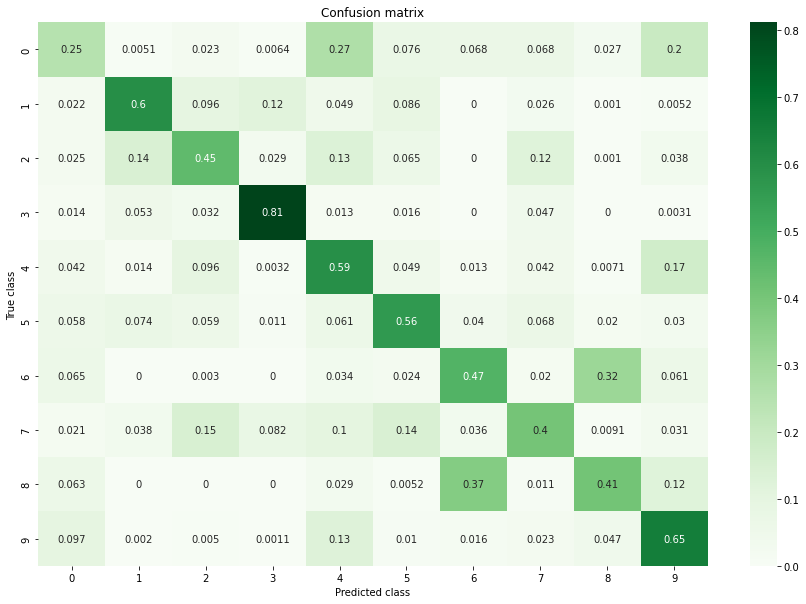 Confusion matrix
0 0.25 0.0051 0.023 0.0064 0.27 0.076 0.068 0.068 0.027 0.2
1 0.022 0.6 0.096 0.12 0.049 0.086 0 0.026 0.001 0.0052
2 0.025 0.14 0.45 0.029 0.13 0.065 0 0.12 0.001 0.038
3 0.014 0.053 0.032 0.81 0.013 0.016 0 0.047 0 0.0031
4 0.042 0.014 0.096 0.0032 0.59 0.049 0.013 0.042 0.0071 0.17
5 0.058 0.074 0.059 0.011 0.061 0.56 0.04 0.068 0.02 0.03
6 0.065 0 0.003 0 0.034 0.024 0.47 0.02 0.32 0.061
7 0.021 0.038 0.15 0.082 0.1 0.14 0.036 0.4 0.0091 0.031
8 0.063 0 0 0 0.029 0.0052 0.37 0.011 0.41 0.12
9 0.097 0.002 0.005 0.0011 0.13 0.01 0.016 0.023 0.047 0.65
0 1 2 3 4 5 6 7 8 9
Predicted class
True class
0.8
0.7
0.6
0.5
0.4
0.3
0.2
0.1
0.0